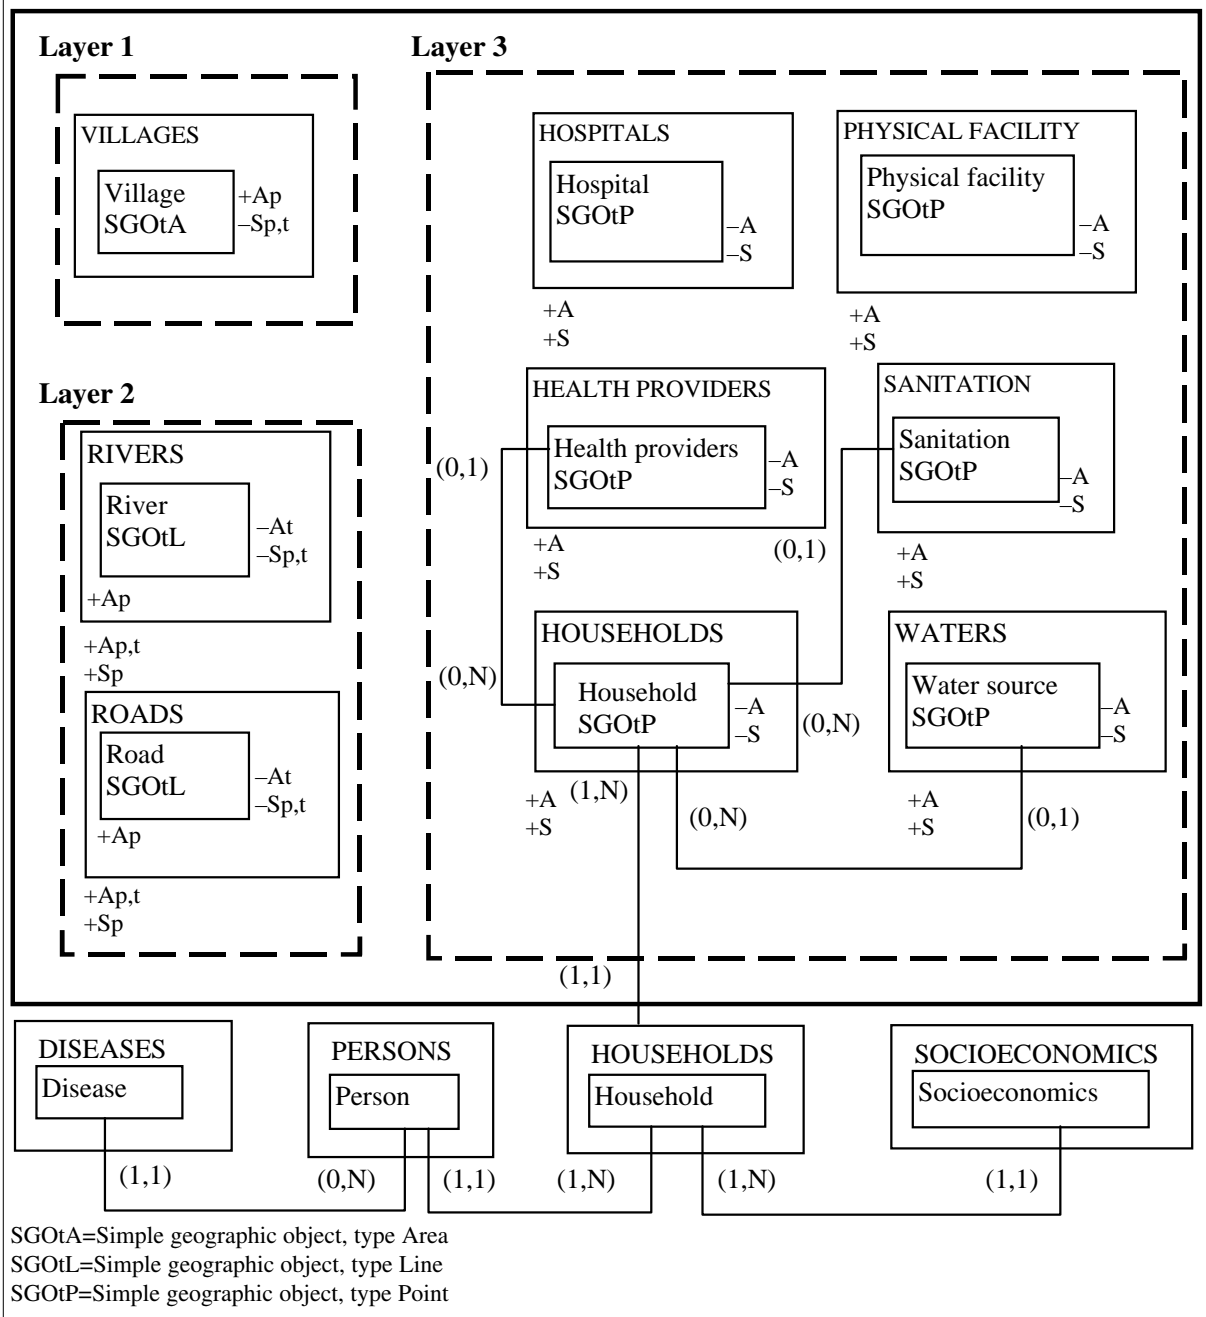 Layer 1
VILLAGES
Village
SGOtA
+Ap
–Sp,t
Layer 2
RIVERS
River
SGOtL
–At
–Sp,t
+Ap
+Ap,t
+Sp
ROADS
Road
SGOtL
–At
–Sp,t
+Ap
+Ap,t
+Sp
Layer 3
HOSPITALS
Hospital
SGOtP
–A
–S
+A
+S
PHYSICAL FACILITY
Physical facility
SGOtP
–A
–S
+A
+S
HEALTH PROVIDERS
Health providers
SGOtP
–A
–S
(0,1)
+A
+S
(0,1)
SANITATION
Sanitation
SGOtP
–A
–S
+A
+S
HOUSEHOLDS
Household
SGOtP
–A
–S
(0,N)
(0,N)
+A
+S
(1,N)
(0,N)
WATERS
Water source
SGOtP
–A
–S
+A
+S
(0,1)
(1,1)
DISEASES
Disease
(1,1)
PERSONS
Person
(0,N)
(1,1)
HOUSEHOLDS
Household
(1,N)
(1,N)
SOCIOECONOMICS
Socioeconomics
(1,1)
SGOtA=Simple geographic object, type Area
SGOtL=Simple geographic object, type Line
SGOtP=Simple geographic object, type Point